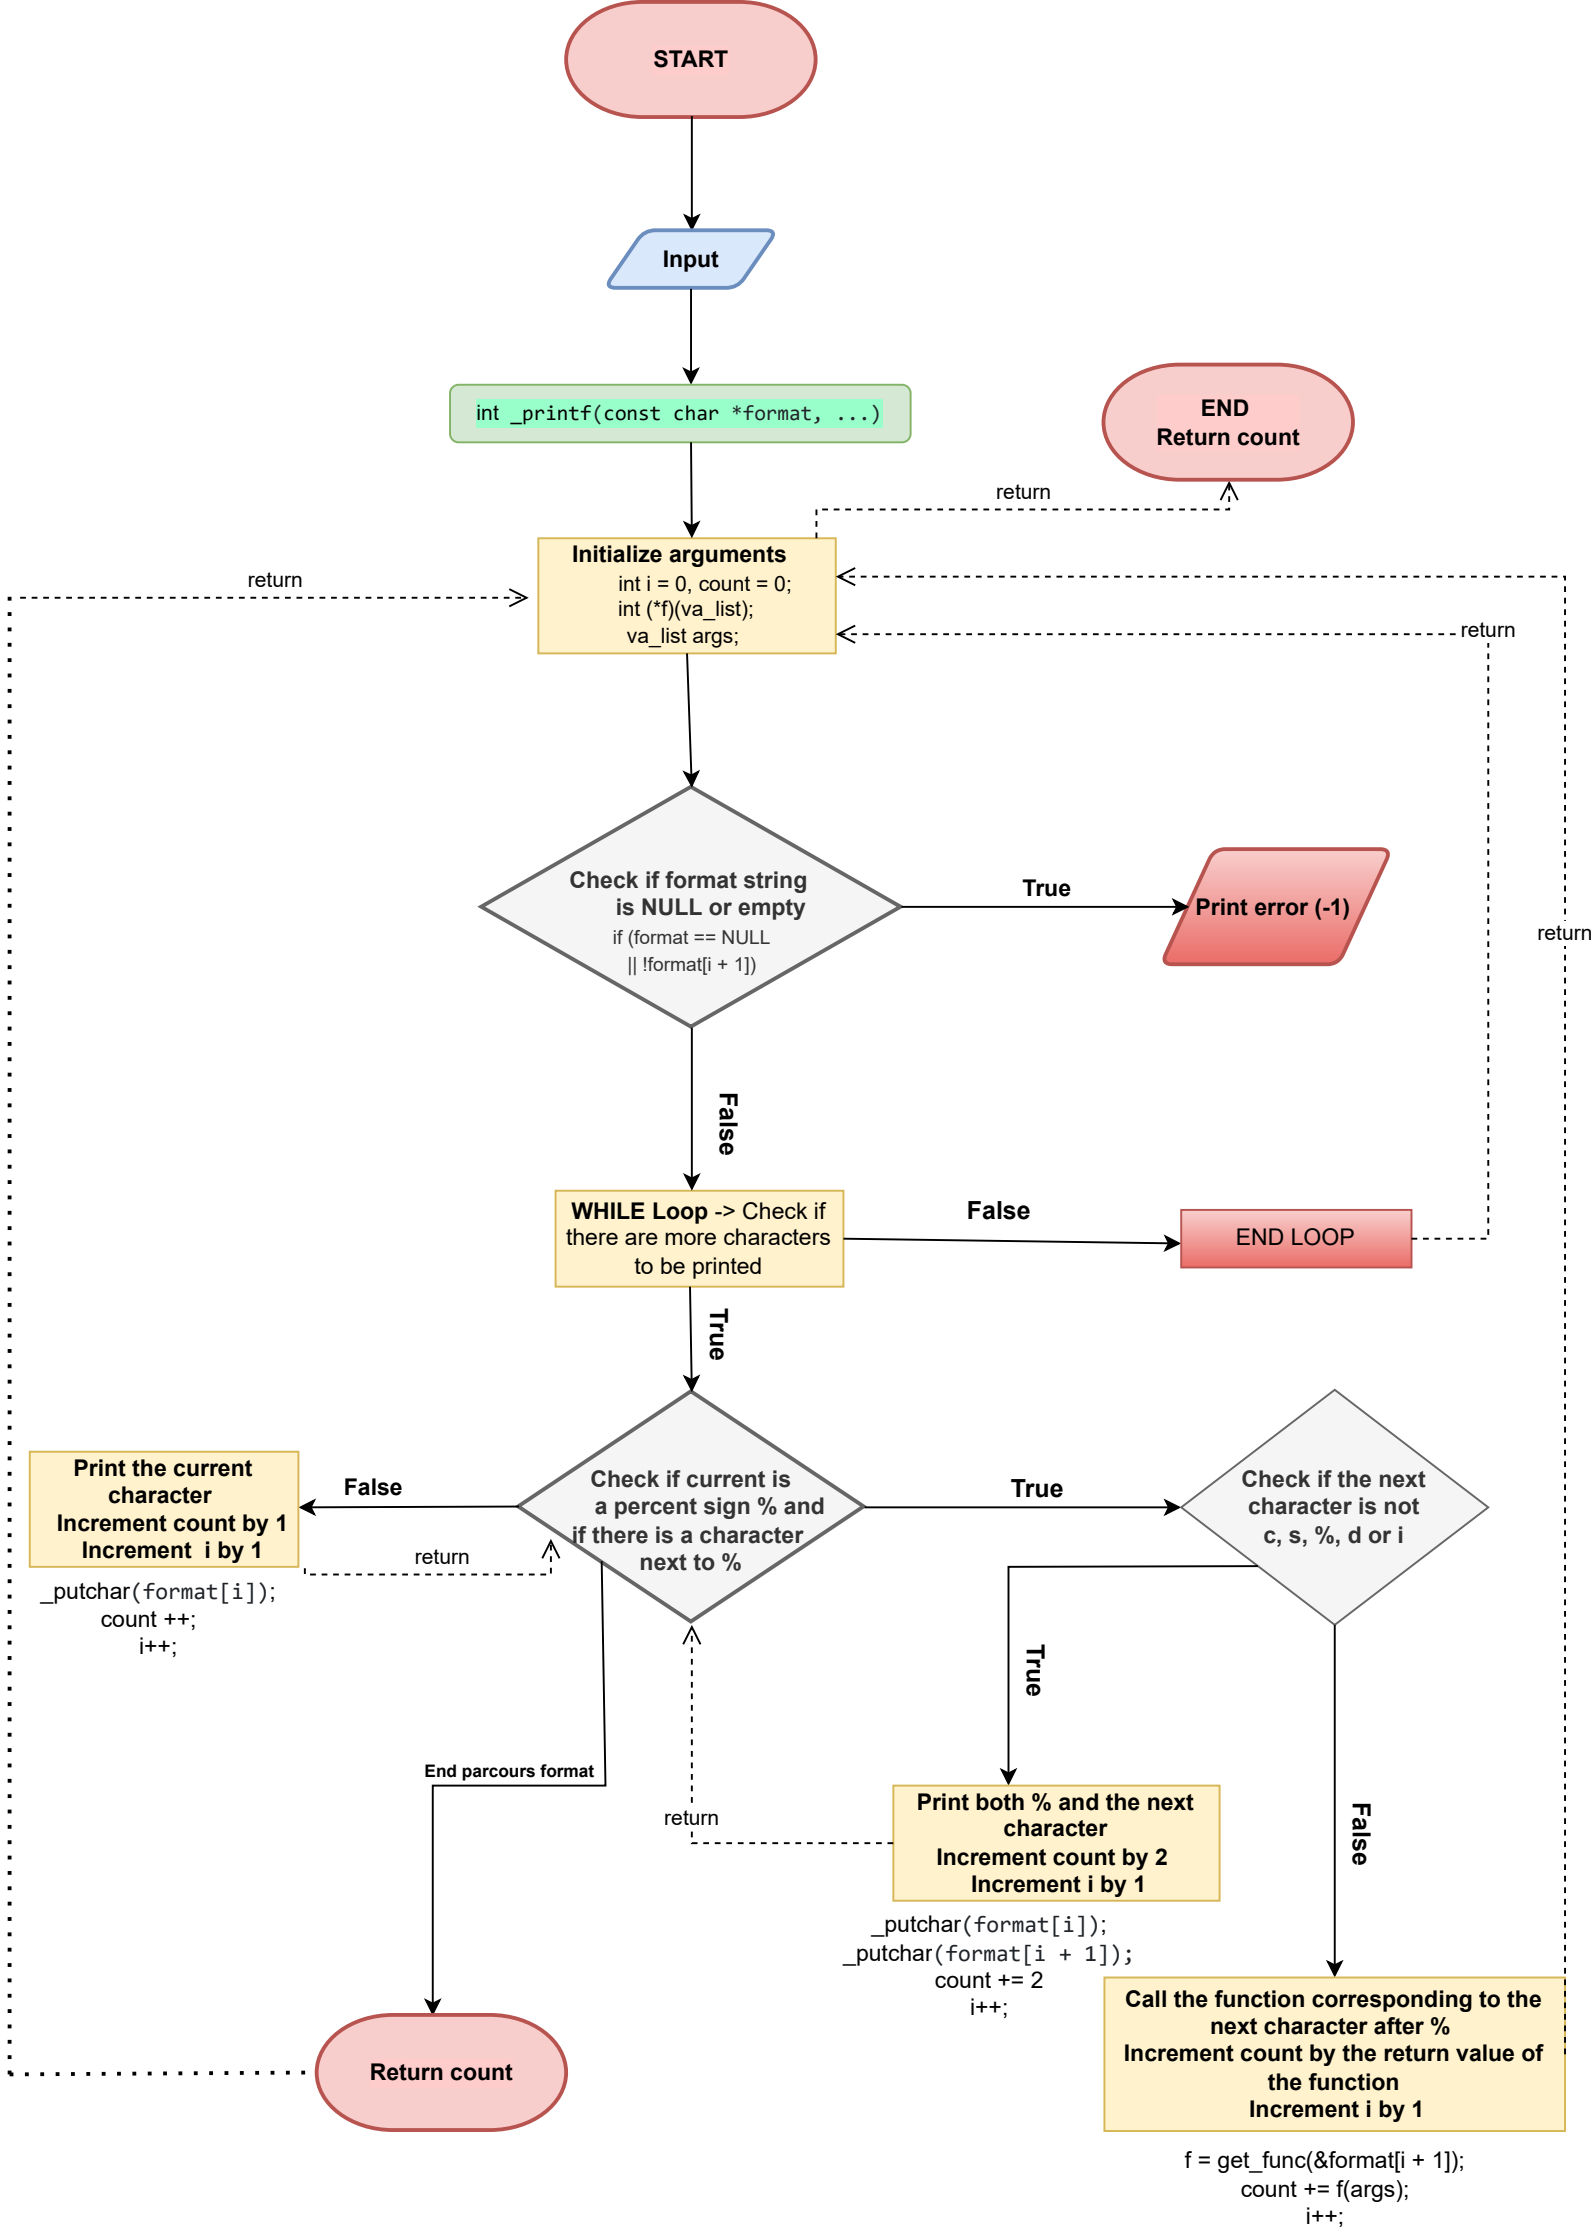 START
Input
int _printf(const char *format, ...)
END
Return count
return
Initialize arguments
int i = 0, count = 0;
int (*f)(va_list);
va_list args;
return
return
Check if format string
is NULL or empty
if (format == NULL
|| !format[i + 1])
True
Print error (-1)
return
False
WHILE Loop -> Check if
there are more characters
to be printed
False
END LOOP
True
Print the current
character
Increment count by 1
Increment i by 1
_putchar(format[i]);
count ++;
i++;
False
return
Check if current is
a percent sign % and
if there is a character
next to %
True
Check if the next
character is not
c, s, %, d or i
True
End parcours format
return
Print both % and the next
character
Increment count by 2
Increment i by 1
_putchar(format[i]);
_putchar(format[i + 1]);
count += 2
i++;
False
Return count
Call the function corresponding to the
next character after %
Increment count by the return value of
the function
Increment i by 1
f = get_func(&format[i + 1]);
count += f(args);
i++;